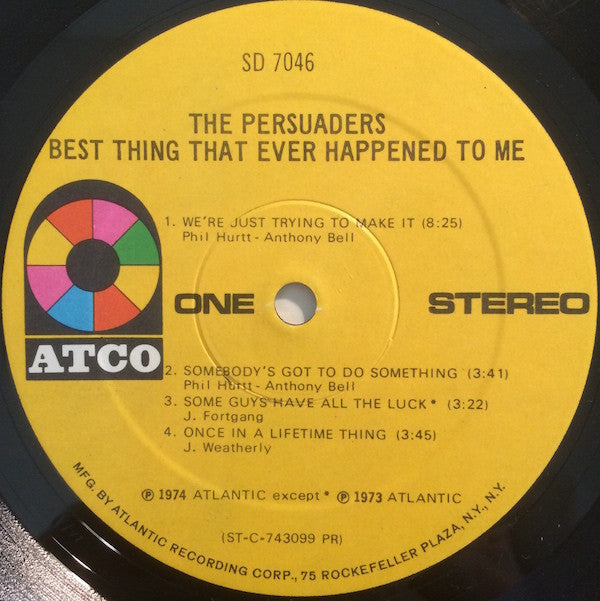 SD 7046
THE PERSUADERS
BEST THING THAT EVER HAPPENED TO ME
1. WE'RE JUST TRYING TO MAKE IT (8:25)
Phil Hurtt - Anthony Bell
ONE
STEREO
ATCO
2. SOMEBODY'S GOT TO DO SOMETHING (3:41)
Phil Hurtt - Anthony Bell
3. SOME GUYS HAVE ALL THE LUCK* (3:22)
J. Fortgang
4. ONCE IN A LIFETIME THING (3:45)
J. Weatherly
℗ 1974 ATLANTIC except * ℗ 1973 ATLANTIC
(ST-C-743099 PR)
MFG. BY ATLANTIC RECORDING CORP., 75 ROCKEFELLER PLAZA, N.Y., N.Y.